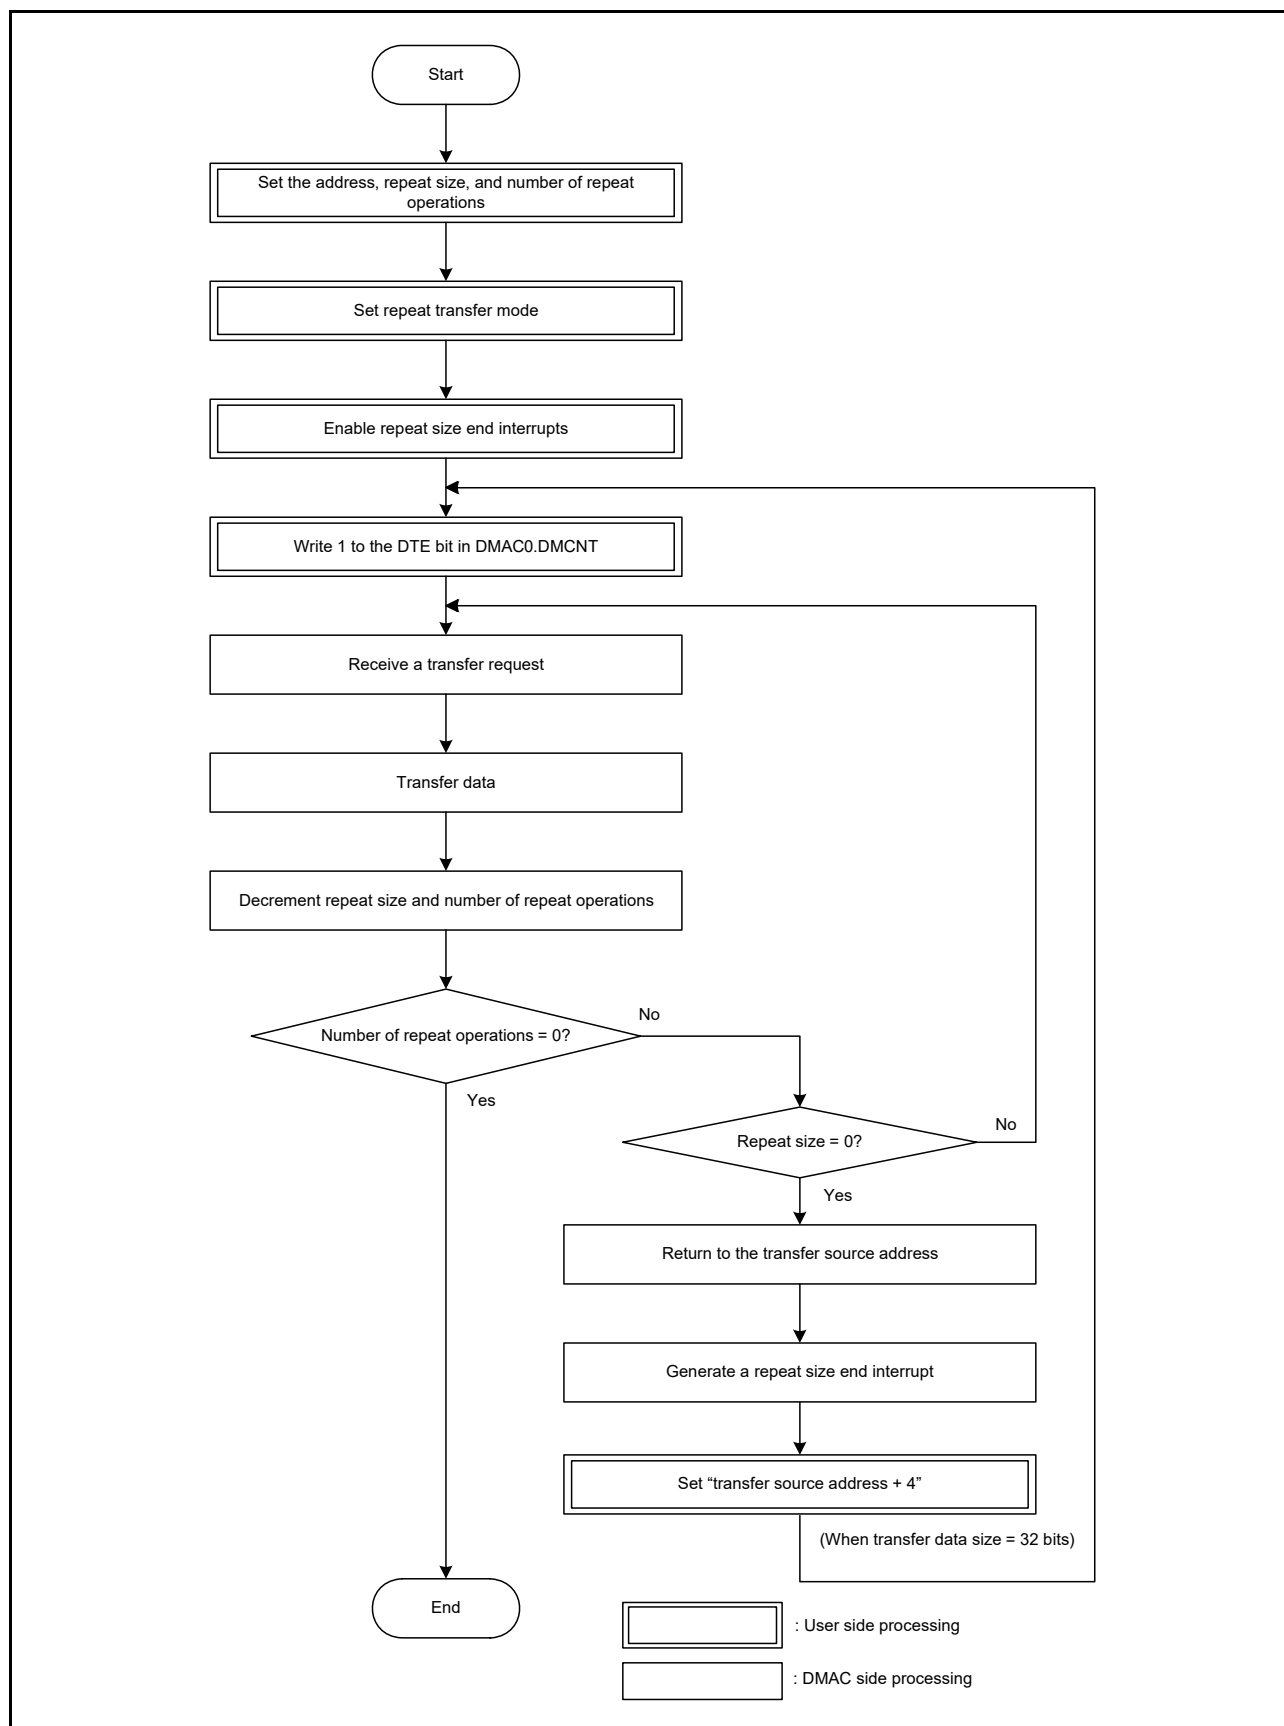 Start
Set the address, repeat size, and number of repeat
operations
Set repeat transfer mode
Enable repeat size end interrupts
Write 1 to the DTE bit in DMAC0.DMCNT
Receive a transfer request
Transfer data
Decrement repeat size and number of repeat operations
No
Number of repeat operations = 0?
Yes
No
Repeat size = 0?
Yes
Return to the transfer source address
Generate a repeat size end interrupt
Set “transfer source address + 4”
(When transfer data size = 32 bits)
End
: User side processing
: DMAC side processing